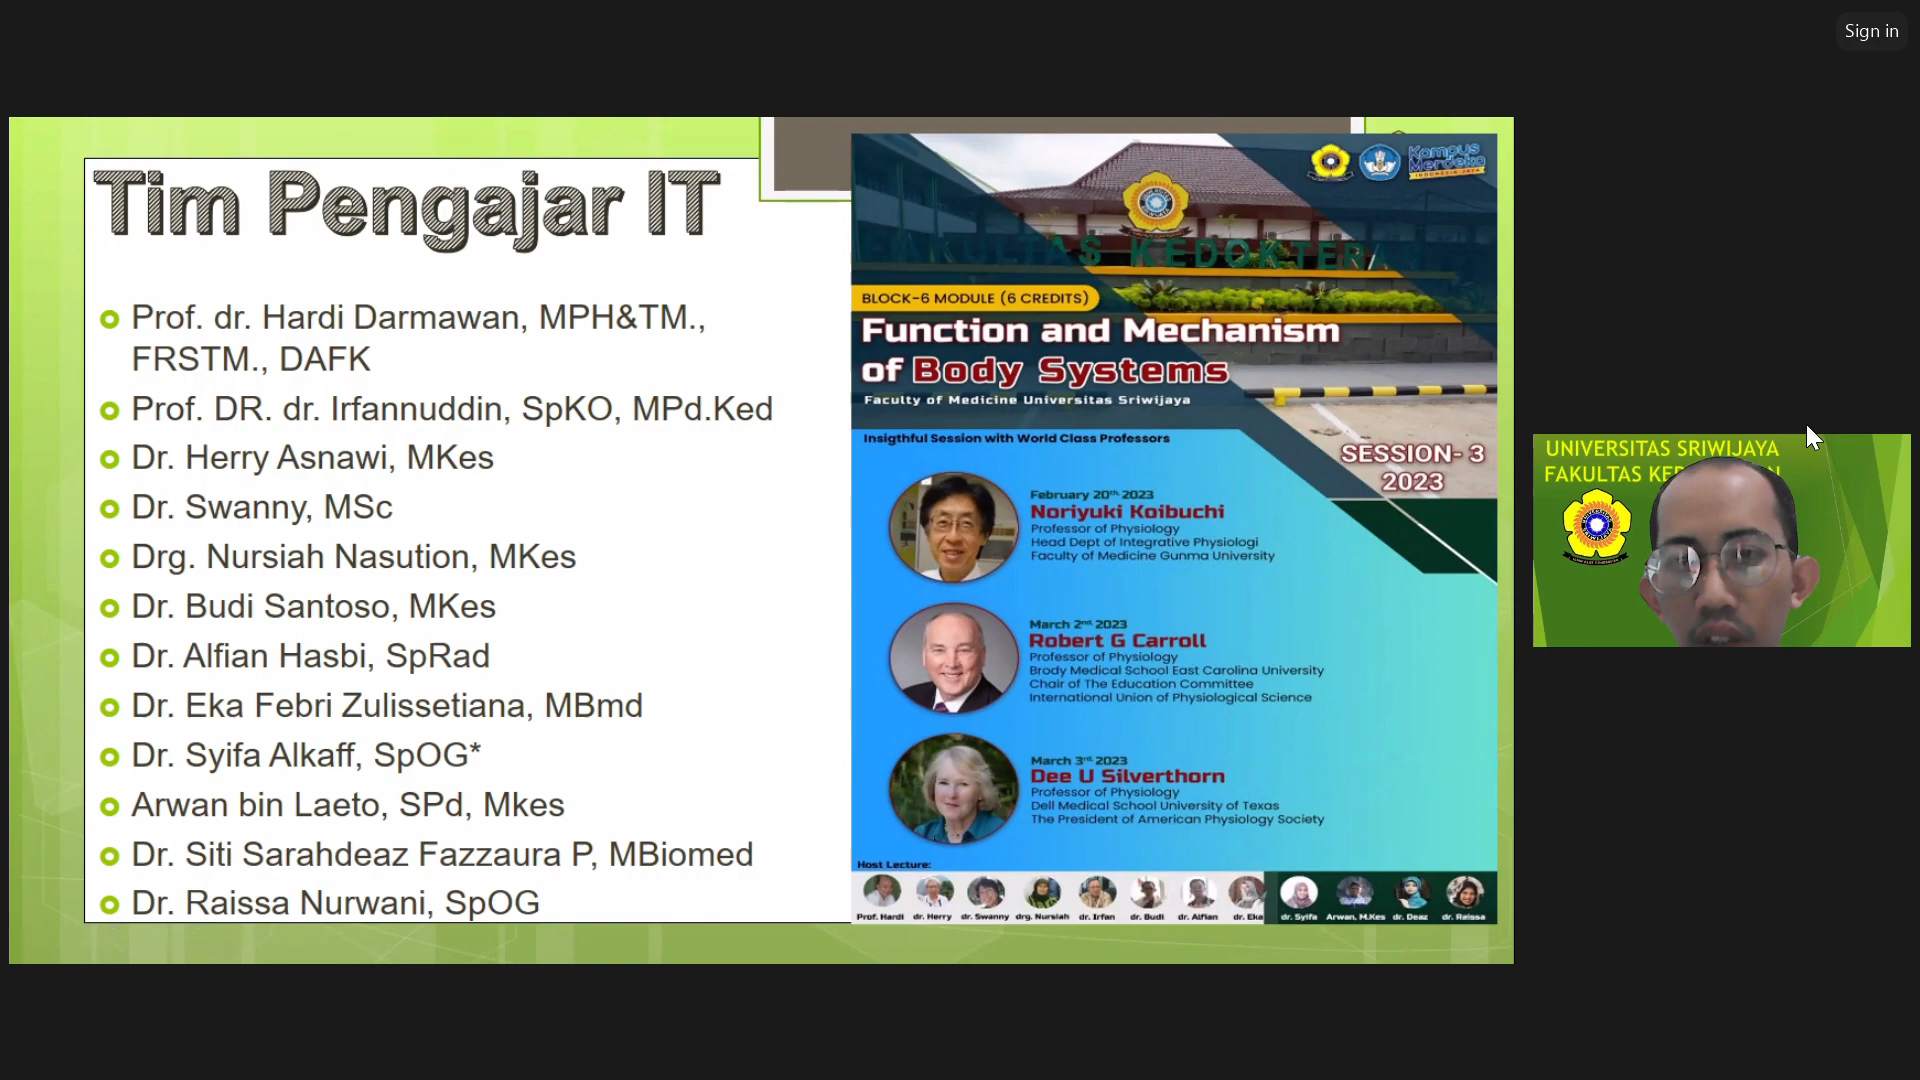 Sign in
Tim Pengajar IT
Prof. dr. Hardi Darmawan, MPH&TM.,
FRSTM., DAFK
Prof. DR. dr. Irfannuddin, SpKO, MPd.Ked
Dr. Herry Asnawi, MKes
Dr. Swanny, MSc
Drg. Nursiah Nasution, MKes
Dr. Budi Santoso, MKes
Dr. Alfian Hasbi, SpRad
Dr. Eka Febri Zulissetiana, MBmd
Dr. Syifa Alkaff, SpOG*
Arwan bin Laeto, SPd, Mkes
Dr. Siti Sarahdeaz Fazzaura P, MBiomed
Dr. Raissa Nurwani, SpOG
Kampus
Merdeka
INDONESIA JAYA
FAKULTAS KEDOKTERA
BLOCK-6 MODULE (6 CREDITS)
Function and Mechanism
of Body Systems
Faculty of Medicine Universitas Sriwijaya
Insigthful Session with World Class Professors
SESSION- 3
2023
February 20th 2023
Noriyuki Koibuchi
Professor of Physiology
Head Dept of Integrative Physiologi
Faculty of Medicine Gunma University
March 2nd 2023
Robert G Carroll
Professor of Physiology
Brody Medical School East Carolina University
Chair of The Education Committee
International Union of Physiological Science
March 3rd 2023
Dee U Silverthorn
Professor of Physiology
Dell Medical School University of Texas
The President of American Physiology Society
Host Lecture:
Prof. Hardi dr. Herry dr. Swanny drg. Nursiah dr. Irfan dr. Budi dr. Alfian dr. Eka dr. Syifa Arwan, M.Kes dr. Deaz dr. Raissa
UNIVERSITAS SRIWIJAYA
FAKULTAS KED